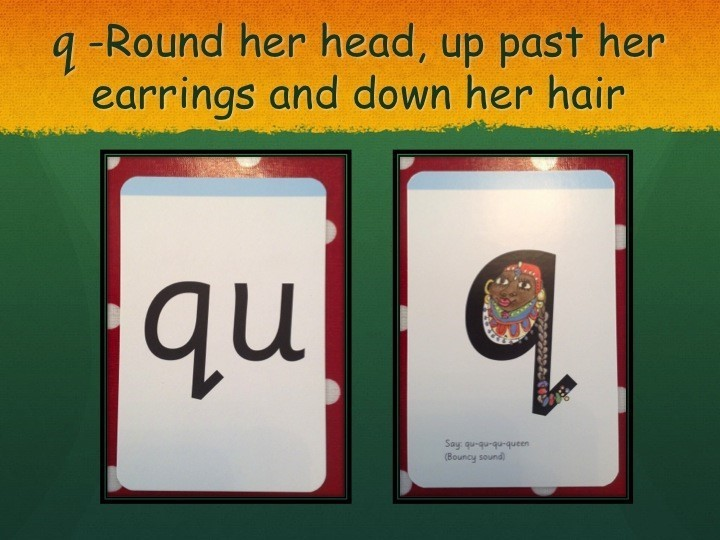 q -Round her head, up past her
earrings and down her hair
qu
q
Say: qu-qu-qu-queen
(Bouncy sound)